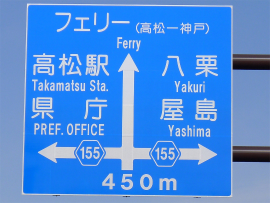 フェリー(高松ー神戸)
Ferry
高松駅 八栗
Takamatsu Sta. Yakuri
県庁 屋島
PREF. OFFICE Yashima
155 155
450m